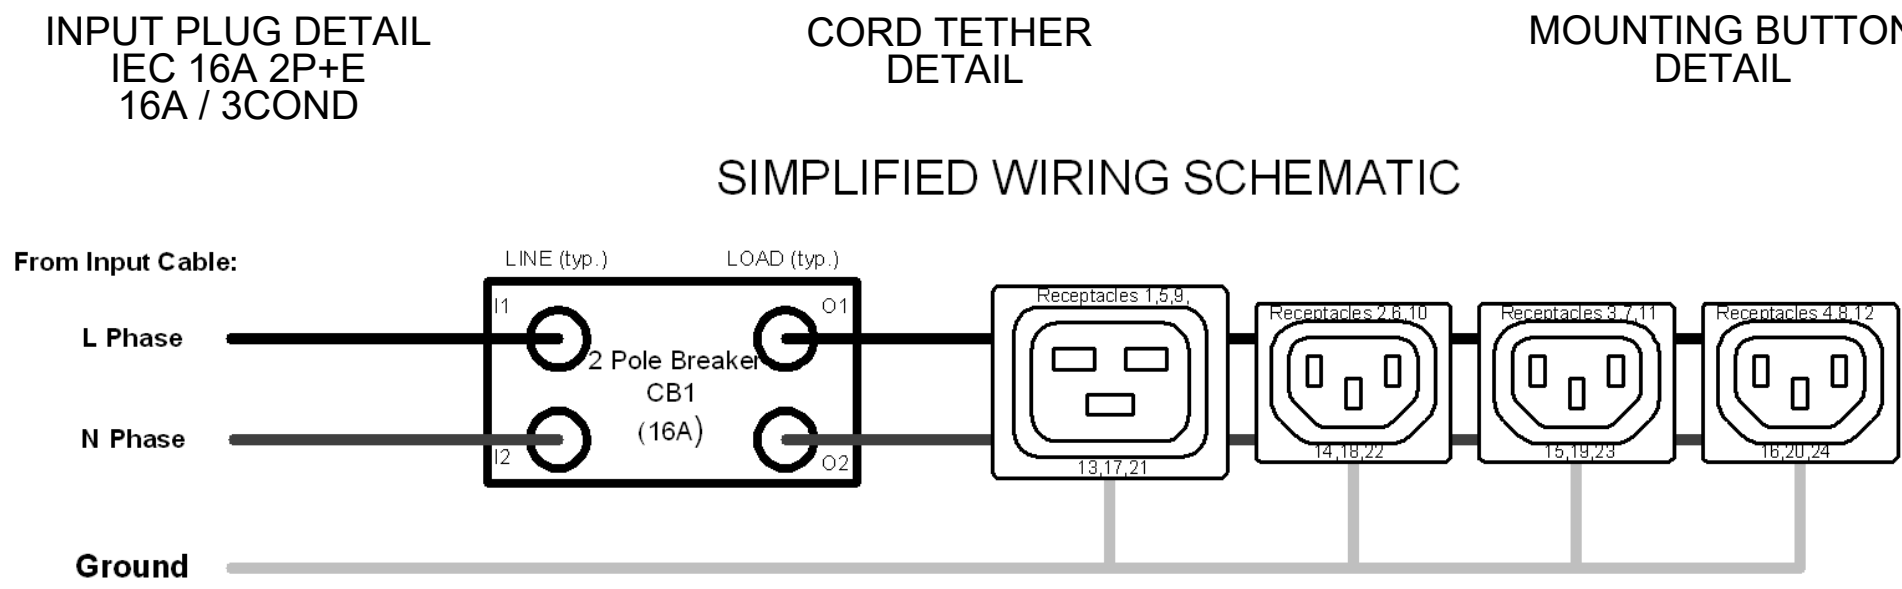 INPUT PLUG DETAIL
IEC 16A 2P+E
16A / 3COND
CORD TETHER
DETAIL
MOUNTING BUTTON
DETAIL
SIMPLIFIED WIRING SCHEMATIC
From Input Cable:
LINE (typ.)
LOAD (typ.)
L Phase
N Phase
Ground
I1
O1
2 Pole Breaker
CB1
(16A)
I2
O2
Receptacles 1,5,9,
13,17,21
Receptacles 2,6,10
14,18,22
Receptacles 3,7,11
15,19,23
Receptacles 4,8,12
16,20,24